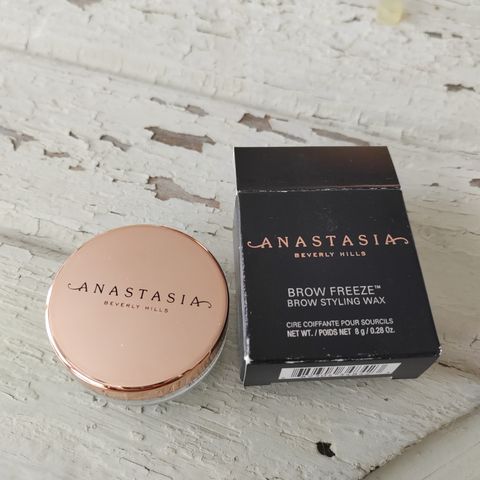 ANASTASIA
BEVERLY HILLS
ANASTASIA
BEVERLY HILLS
BROW FREEZE™
BROW STYLING WAX
CIRE COIFFANTE POUR SOURCILS
NET WT. / POIDS NET 8 g / 0.28 Oz.